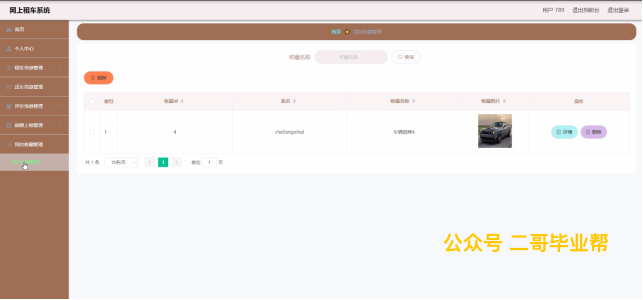 网上租车系统
用户 789 退出到前台 退出登录
首页 我的收藏管理
首页
个人中心
租车信息管理
还车信息管理
评价信息管理
故障上报管理
我的收藏管理
收藏名称 收藏名称 查询
删除
索引 收藏id 表名 收藏名称 收藏图片 操作
1 4 cheliangxinxi 车辆品牌4 详情 删除
共 1 条 10条/页 1 前往 1 页
公众号 二哥毕业帮